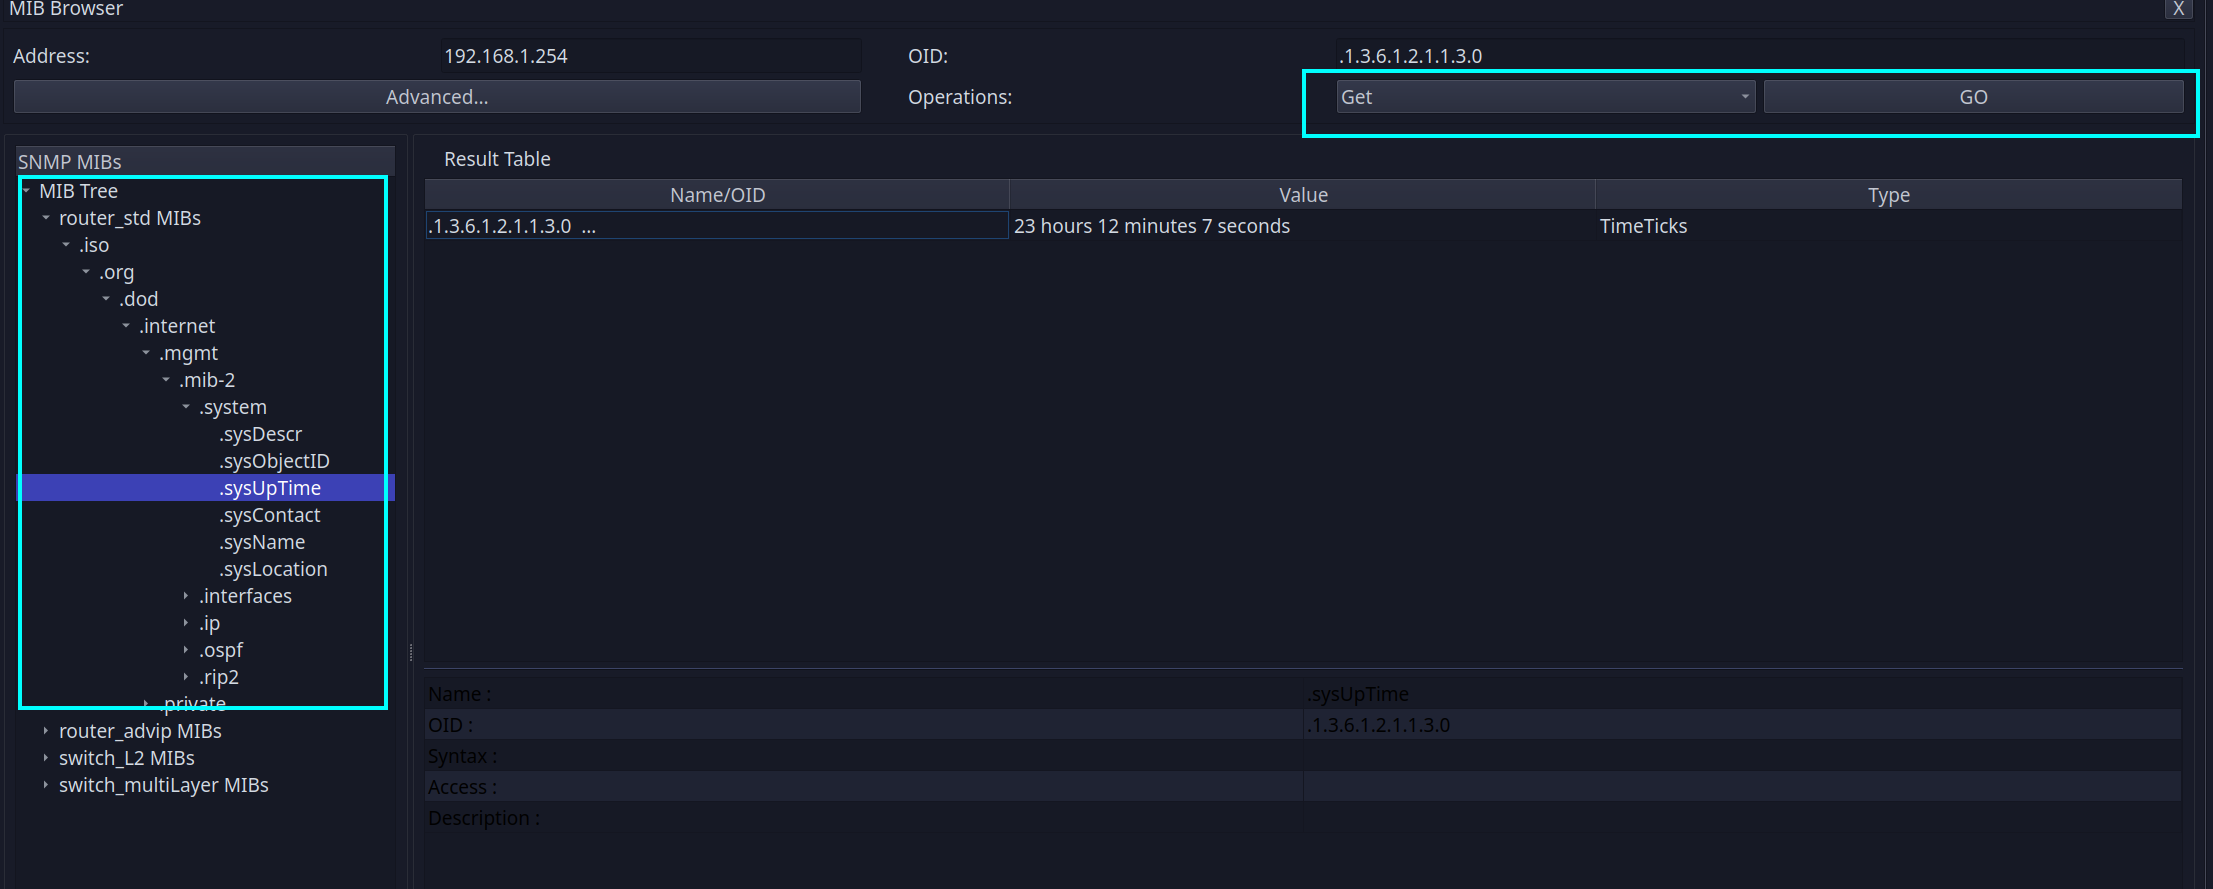 MIB Browser X
Address: 192.168.1.254 OID: .1.3.6.1.2.1.1.3.0
Advanced... Operations: Get GO
SNMP MIBs
MIB Tree
router_std MIBs
.iso
.org
.dod
.internet
.mgmt
.mib-2
.system
.sysDescr
.sysObjectID
.sysUpTime
.sysContact
.sysName
.sysLocation
.interfaces
.ip
.ospf
.rip2
.private
router_advip MIBs
switch_L2 MIBs
switch_multiLayer MIBs
Result Table
Name/OID Value Type
.1.3.6.1.2.1.1.3.0 ... 23 hours 12 minutes 7 seconds TimeTicks
Name : .sysUpTime
OID : .1.3.6.1.2.1.1.3.0
Syntax :
Access :
Description :